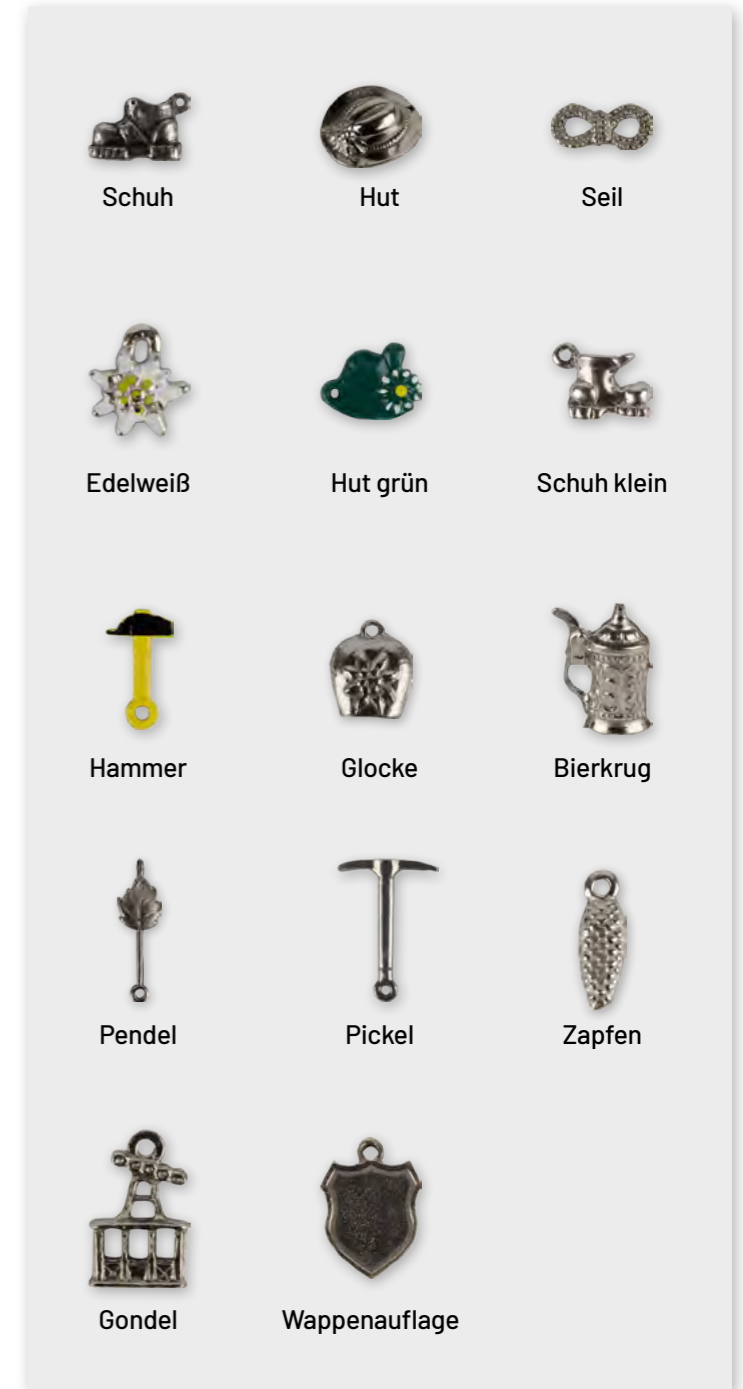 Schuh
Hut
Seil
Edelweiß
Hut grün
Schuh klein
Hammer
Glocke
Bierkrug
Pendel
Pickel
Zapfen
Gondel
Wappenauflage